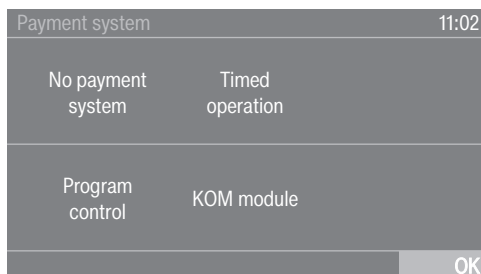 Payment system 11:02
No payment
system
Timed
operation
Program
control
KOM module
OK